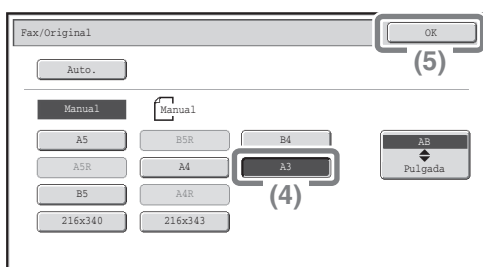 Fax/Original
OK
(5)
Auto.
Manual
Manual
A5 B5R B4 AB
A5R A4 A3 Pulgada
(4)
B5 A4R
216x340 216x343